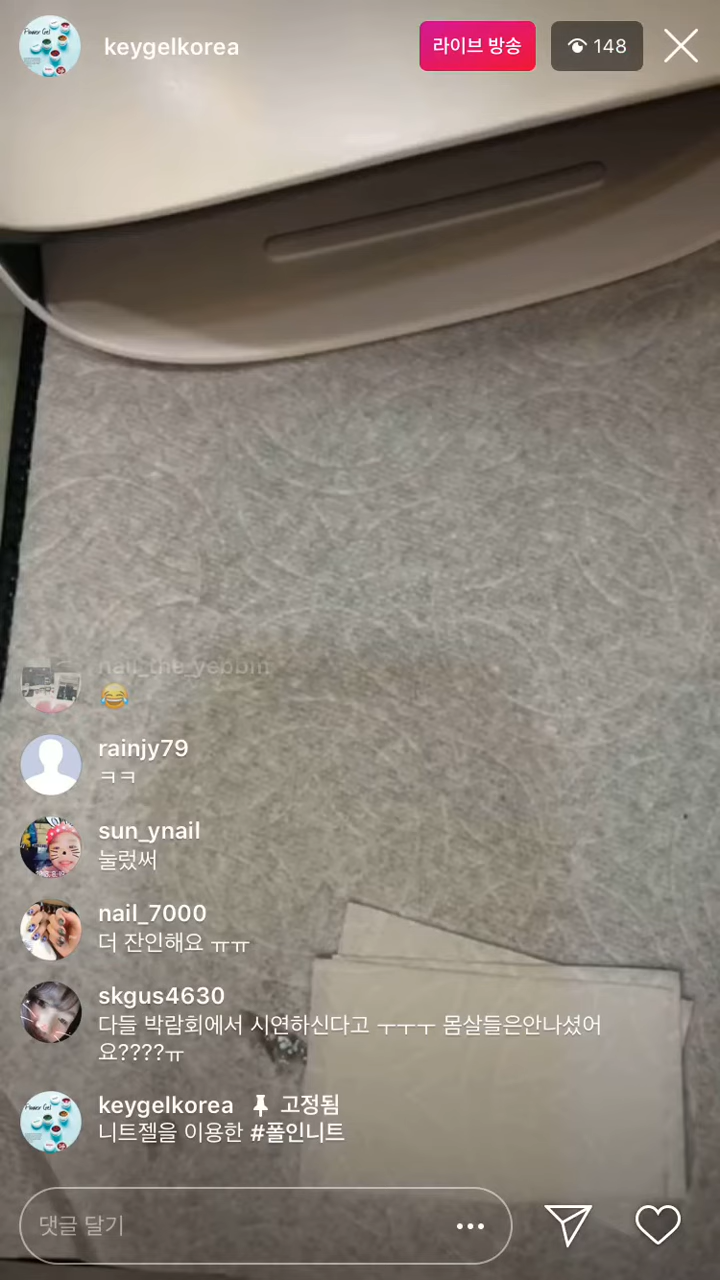 keygelkorea
라이브 방송
148
nail_the_yebbin
😂
rainjy79
ㅋㅋ
sun_ynail
눌렀써
nail_7000
더 잔인해요 ㅠㅠ
skgus4630
다들 박람회에서 시연하신다고 ㅜㅜㅜ 몸살들은안나셨어
요????ㅠ
keygelkorea 고정됨
니트젤을 이용한 #폴인니트
댓글 달기